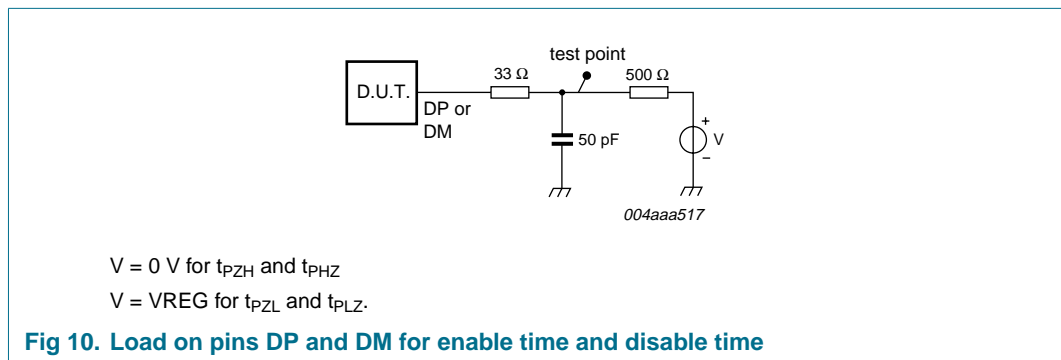 test point
33 Ω
500 Ω
D.U.T.
DP or
DM
50 pF
+
V
−
004aaa517
V = 0 V for tPZH and tPHZ
V = VREG for tPZL and tPLZ.
Fig 10. Load on pins DP and DM for enable time and disable time